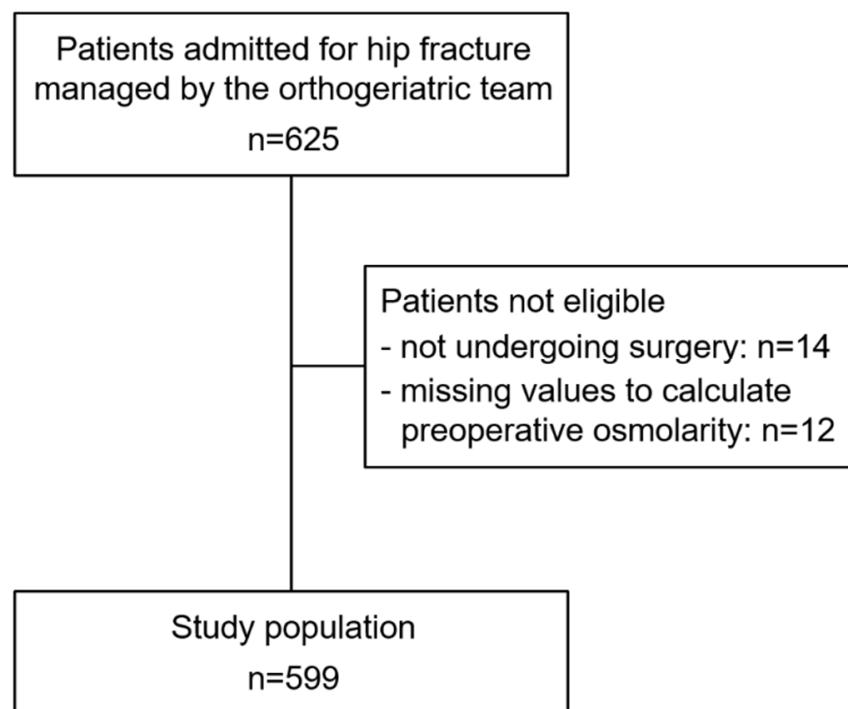 Patients admitted for hip fracture
managed by the orthogeriatric team
n=625
Patients not eligible
- not undergoing surgery: n=14
- missing values to calculate
preoperative osmolarity: n=12
Study population
n=599